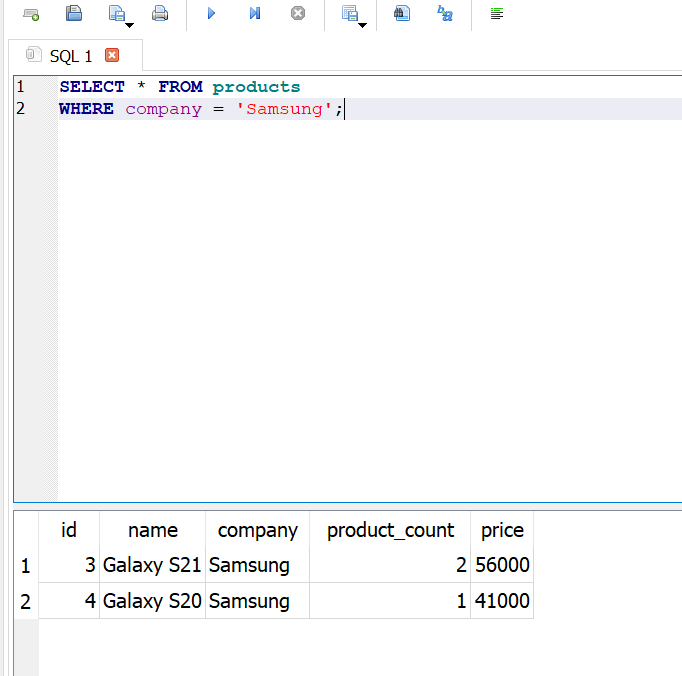 SQL 1
1 SELECT * FROM products
2 WHERE company = 'Samsung';
id name company product_count price
1 3 Galaxy S21 Samsung 2 56000
2 4 Galaxy S20 Samsung 1 41000